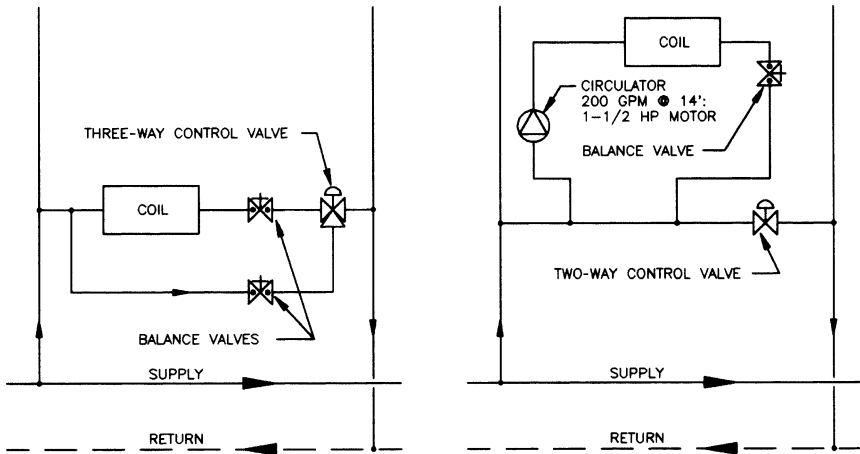 THREE-WAY CONTROL VALVE
COIL
BALANCE VALVES
SUPPLY
RETURN
COIL
CIRCULATOR
200 GPM @ 14':
1-1/2 HP MOTOR
BALANCE VALVE
TWO-WAY CONTROL VALVE
SUPPLY
RETURN